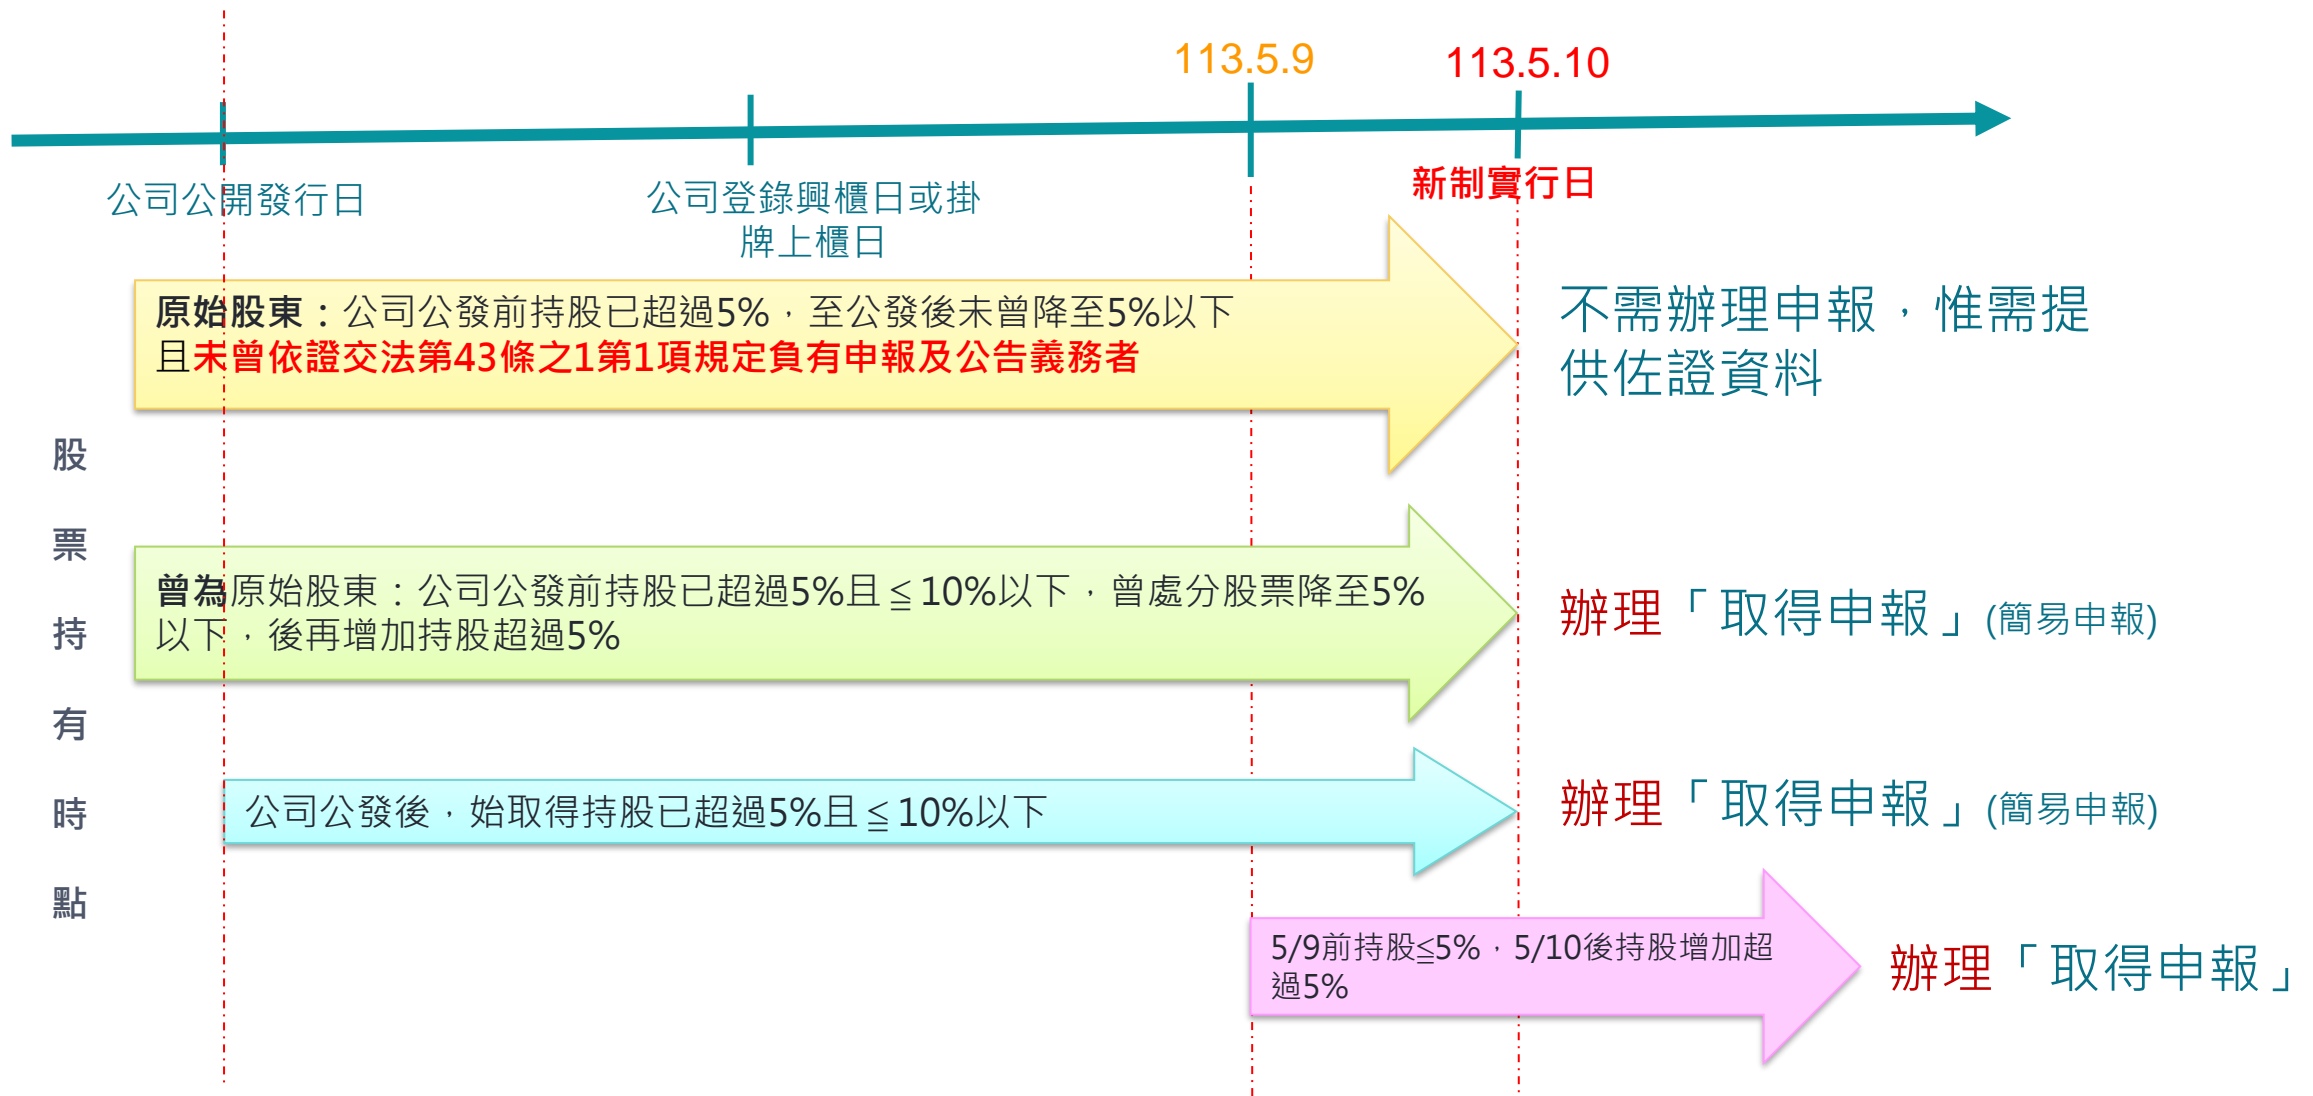 113.5.9
113.5.10
公司公開發行日
公司登錄興櫃日或掛
牌上櫃日
新制實行日
原始股東：公司公發前持股已超過5%，至公發後未曾降至5%以下
且未曾依證交法第43條之1第1項規定負有申報及公告義務者
不需辦理申報，惟需提
供佐證資料
股
票
持
有
時
點
曾為原始股東：公司公發前持股已超過5%且≦10%以下，曾處分股票降至5%
以下，後再增加持股超過5%
辦理「取得申報」(簡易申報)
公司公發後，始取得持股已超過5%且≦10%以下
辦理「取得申報」(簡易申報)
5/9前持股≦5%，5/10後持股增加超
過5%
辦理「取得申報」